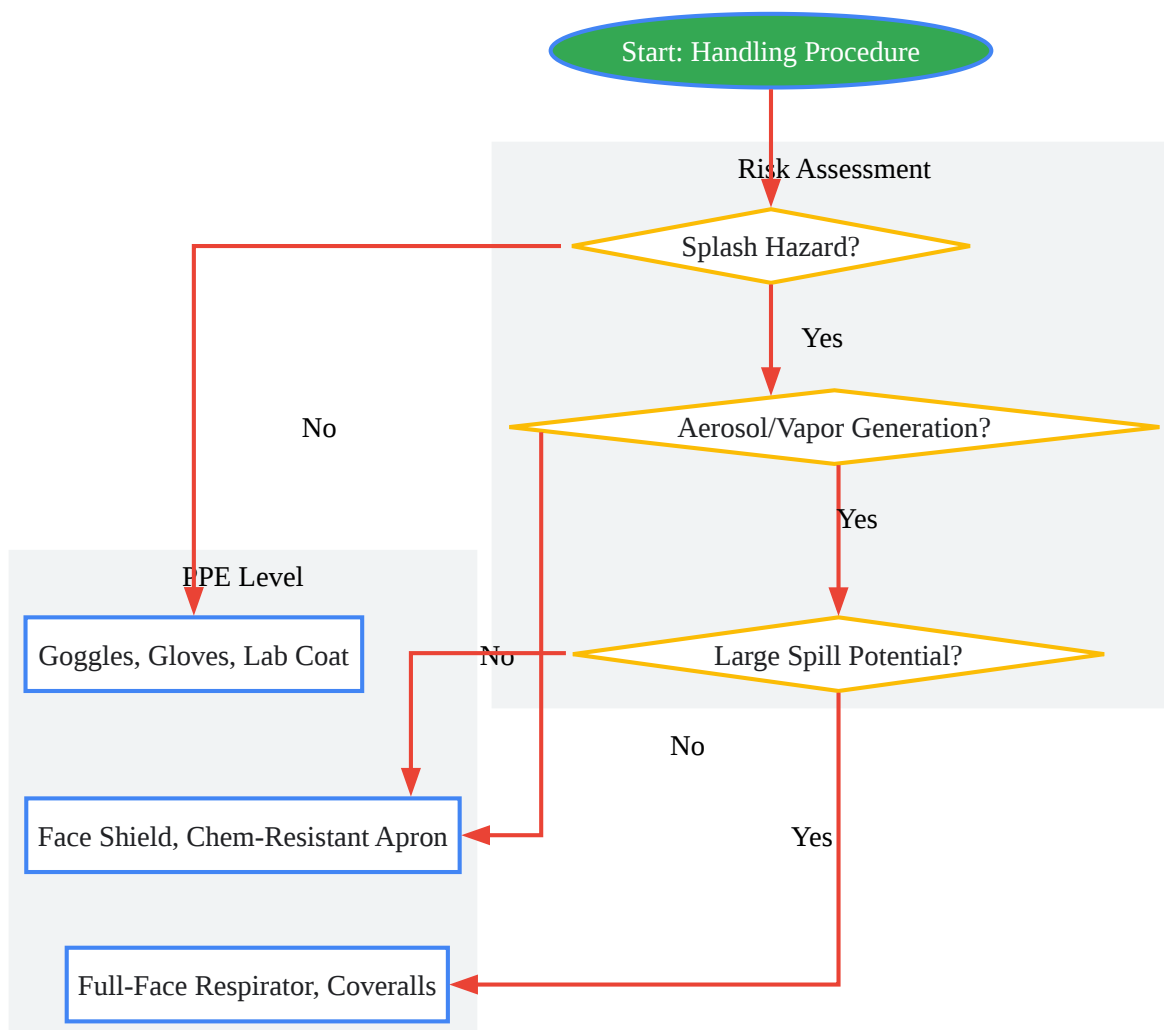 Start: Handling Procedure
Risk Assessment
Splash Hazard?
Yes
No
Aerosol/Vapor Generation?
Yes
PPE Level
Goggles, Gloves, Lab Coat
No
Large Spill Potential?
No
Face Shield, Chem-Resistant Apron
Yes
Full-Face Respirator, Coveralls